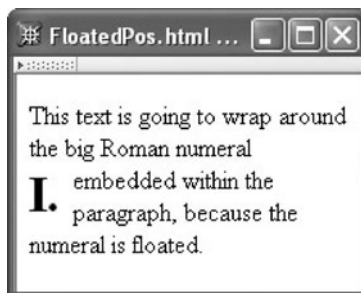 FloatedPos.html ...
This text is going to wrap around
the big Roman numeral
I. embedded within the
paragraph, because the
numeral is floated.